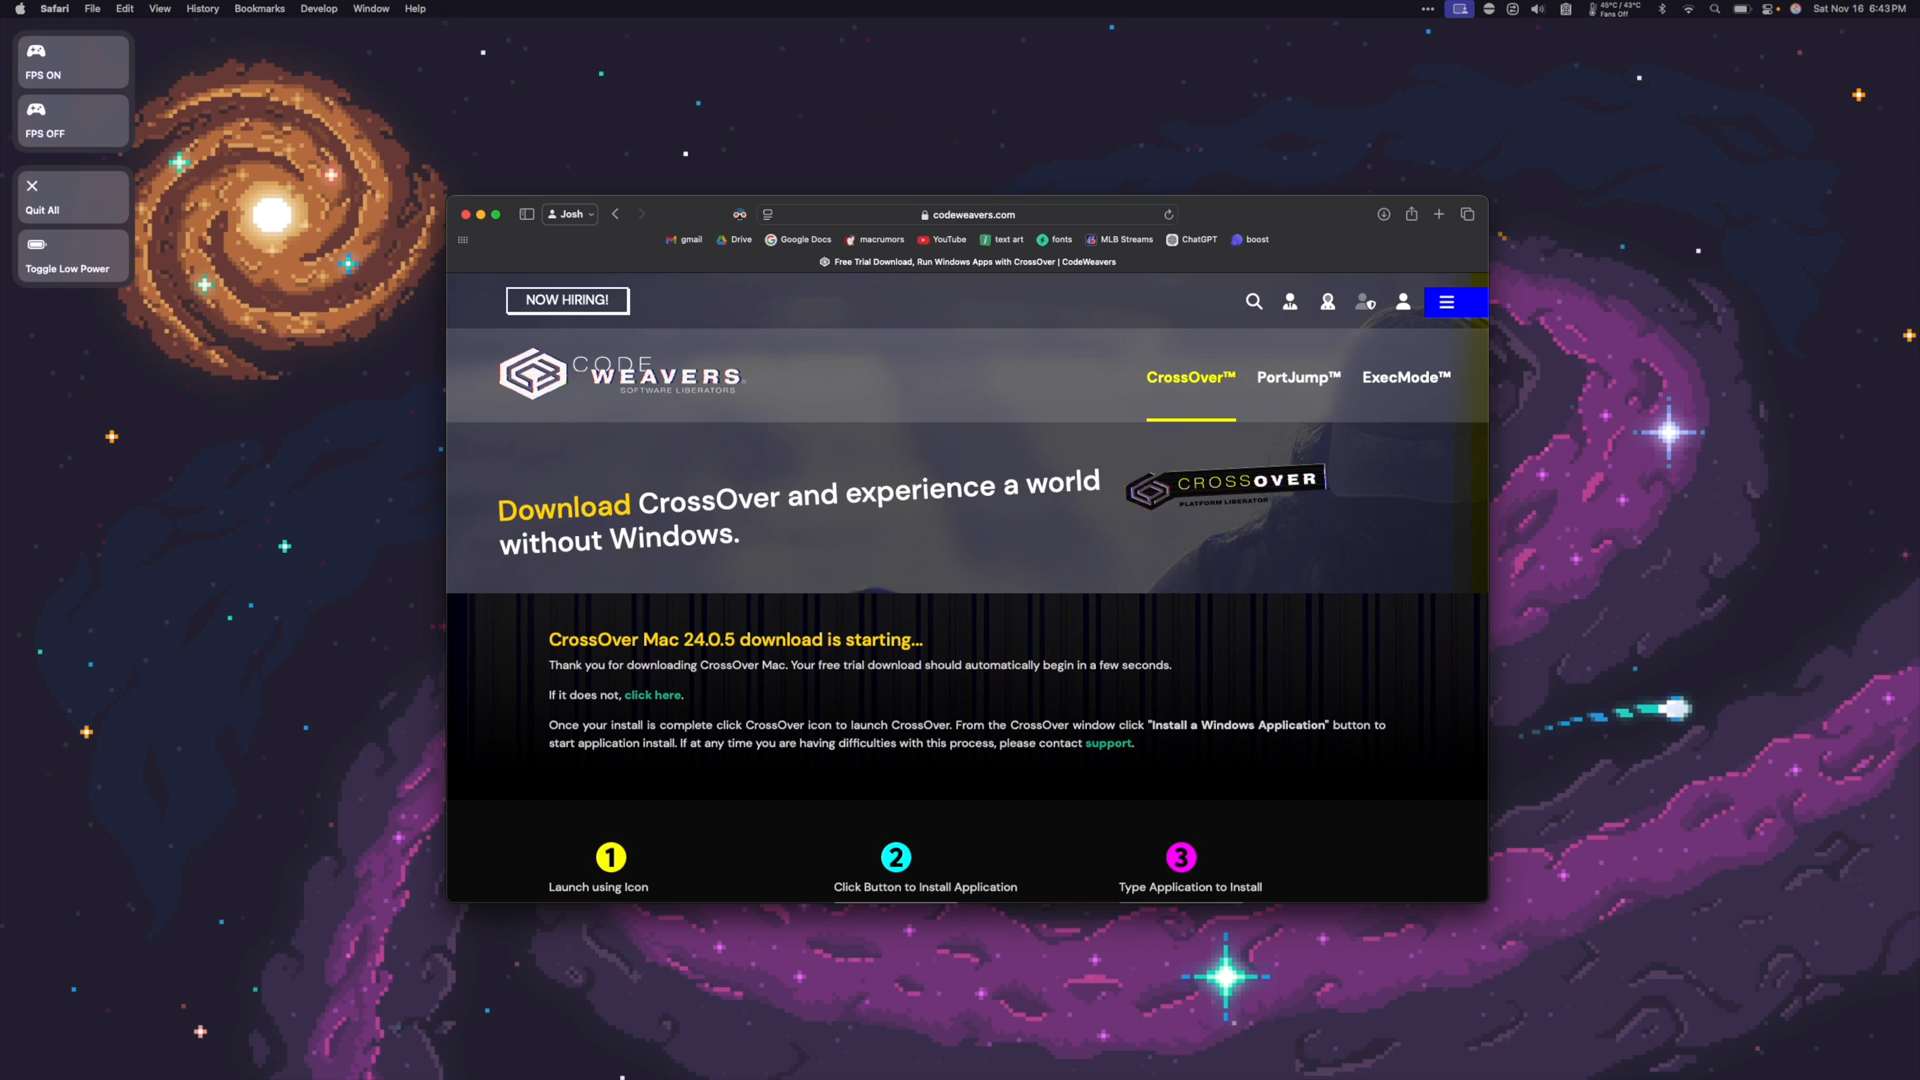 Safari File Edit View History Bookmarks Develop Window Help
45°C / 43°C
Fans Off
Sat Nov 16 6:43 PM
FPS ON
FPS OFF
Quit All
Toggle Low Power
Josh
codeweavers.com
gmail Drive Google Docs macrumors YouTube text art fonts MLB Streams ChatGPT boost
Free Trial Download, Run Windows Apps with CrossOver | CodeWeavers
NOW HIRING!
CODE
WEAVERS
SOFTWARE LIBERATORS
CrossOver™ PortJump™ ExecMode™
Download CrossOver and experience a world
without Windows.
CROSSOVER
PLATFORM LIBERATOR
CrossOver Mac 24.0.5 download is starting...
Thank you for downloading CrossOver Mac. Your free trial download should automatically begin in a few seconds.
If it does not, click here.
Once your install is complete click CrossOver icon to launch CrossOver. From the CrossOver window click "Install a Windows Application" button to
start application install. If at any time you are having difficulties with this process, please contact support.
1 2 3
Launch using Icon Click Button to Install Application Type Application to Install